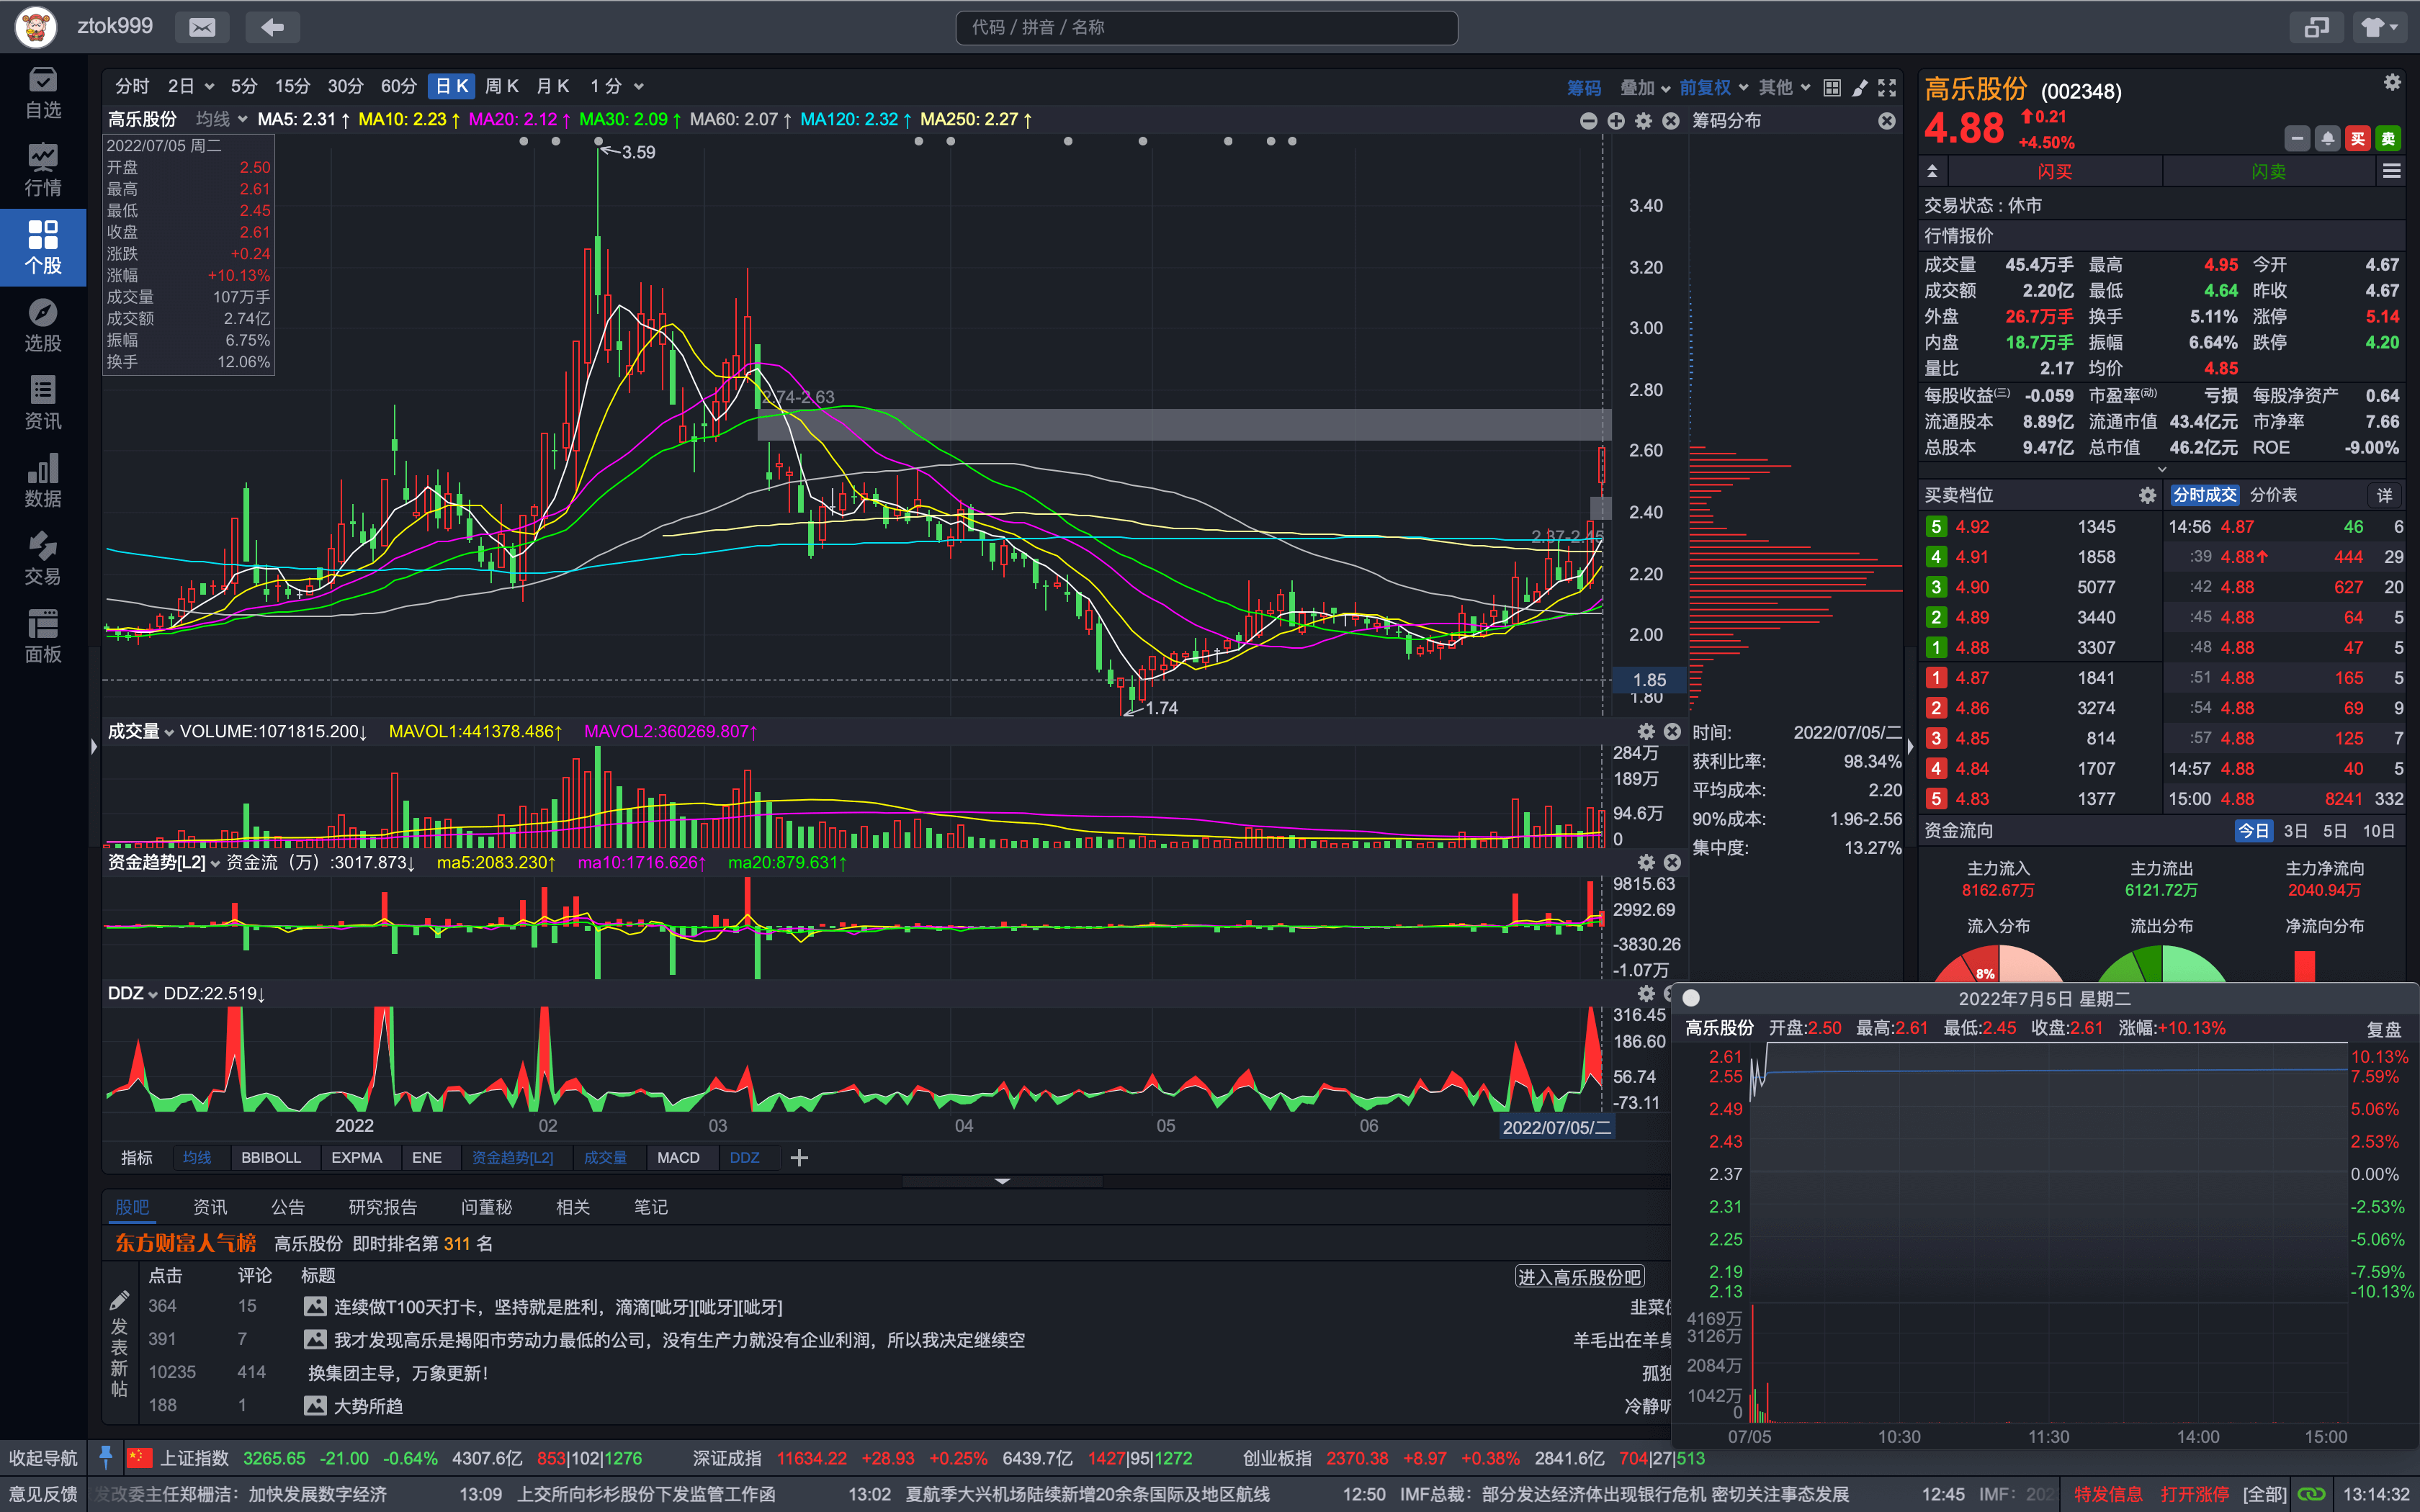 ztok999
代码 / 拼音 / 名称
自选
行情
个股
选股
资讯
数据
交易
面板
分时 2日 5分 15分 30分 60分 日K 周K 月K 1分 筹码 叠加 前复权 其他
高乐股份 均线 MA5: 2.31↑ MA10: 2.23↑ MA20: 2.12↑ MA30: 2.09↑ MA60: 2.07↑ MA120: 2.32↑ MA250: 2.27↑
筹码分布
2022/07/05 周二
开盘 2.50
最高 2.61
最低 2.45
收盘 2.61
涨跌 +0.24
涨幅 +10.13%
成交量 107万手
成交额 2.74亿
振幅 6.75%
换手 12.06%
3.59
2.74-2.63
2.37-2.45
1.74
3.40
3.20
3.00
2.80
2.60
2.40
2.20
2.00
1.85
1.80
成交量 VOLUME:1071815.200↓ MAVOL1:441378.486↑ MAVOL2:360269.807↑
284万
189万
94.6万
0
资金趋势[L2] 资金流（万）:3017.873↓ ma5:2083.230↑ ma10:1716.626↑ ma20:879.631↑
9815.63
2992.69
-3830.26
-1.07万
DDZ DDZ:22.519↓
316.45
186.60
56.74
-73.11
2022 02 03 04 05 06 2022/07/05/二
时间: 2022/07/05/二
获利比率: 98.34%
平均成本: 2.20
90%成本: 1.96-2.56
集中度: 13.27%
指标 均线 BBIBOLL EXPMA ENE 资金趋势[L2] 成交量 MACD DDZ
股吧 资讯 公告 研究报告 问董秘 相关 笔记
东方财富人气榜 高乐股份 即时排名第 311 名
点击 评论 标题 进入高乐股份吧
发表新帖
364 15 连续做T100天打卡，坚持就是胜利，滴滴[呲牙][呲牙][呲牙] 韭菜
391 7 我才发现高乐是揭阳市劳动力最低的公司，没有生产力就没有企业利润，所以我决定继续空 羊毛出在羊
10235 414 换集团主导，万象更新！ 孤独
188 1 大势所趋 冷静
高乐股份 (002348)
4.88 0.21
+4.50%
买 卖
闪买 闪卖
交易状态 : 休市
行情报价
成交量 45.4万手 最高 4.95 今开 4.67
成交额 2.20亿 最低 4.64 昨收 4.67
外盘 26.7万手 换手 5.11% 涨停 5.14
内盘 18.7万手 振幅 6.64% 跌停 4.20
量比 2.17 均价 4.85
每股收益(三) -0.059 市盈率(动) 亏损 每股净资产 0.64
流通股本 8.89亿 流通市值 43.4亿元 市净率 7.66
总股本 9.47亿 总市值 46.2亿元 ROE -9.00%
买卖档位 分时成交 分价表 详
5 4.92 1345 14:56 4.87 46 6
4 4.91 1858 :39 4.88↑ 444 29
3 4.90 5077 :42 4.88 627 20
2 4.89 3440 :45 4.88 64 5
1 4.88 3307 :48 4.88 47 5
1 4.87 1841 :51 4.88 165 5
2 4.86 3274 :54 4.88 69 9
3 4.85 814 :57 4.88 125 7
4 4.84 1707 14:57 4.88 40 5
5 4.83 1377 15:00 4.88 8241 332
资金流向 今日 3日 5日 10日
主力流入 主力流出 主力净流向
8162.67万 6121.72万 2040.94万
流入分布 流出分布 净流向分布
8%
2022年7月5日 星期二
高乐股份 开盘:2.50 最高:2.61 最低:2.45 收盘:2.61 涨幅:+10.13% 复盘
2.61 10.13%
2.55 7.59%
2.49 5.06%
2.43 2.53%
2.37 0.00%
2.31 -2.53%
2.25 -5.06%
2.19 -7.59%
2.13 -10.13%
4169万
3126万
2084万
1042万
0
07/05 10:30 11:30 14:00 15:00
收起导航 上证指数 3265.65 -21.00 -0.64% 4307.6亿 853|102|1276 深证成指 11634.22 +28.93 +0.25% 6439.7亿 1427|95|1272 创业板指 2370.38 +8.97 +0.38% 2841.6亿 704|27|513
意见反馈 发改委主任郑栅洁：加快发展数字经济 13:09 上交所向杉杉股份下发监管工作函 13:02 夏航季大兴机场陆续新增20余条国际及地区航线 12:50 IMF总裁：部分发达经济体出现银行危机 密切关注事态发展 12:45 IMF：202 特发信息 打开涨停 [全部] 13:14:32